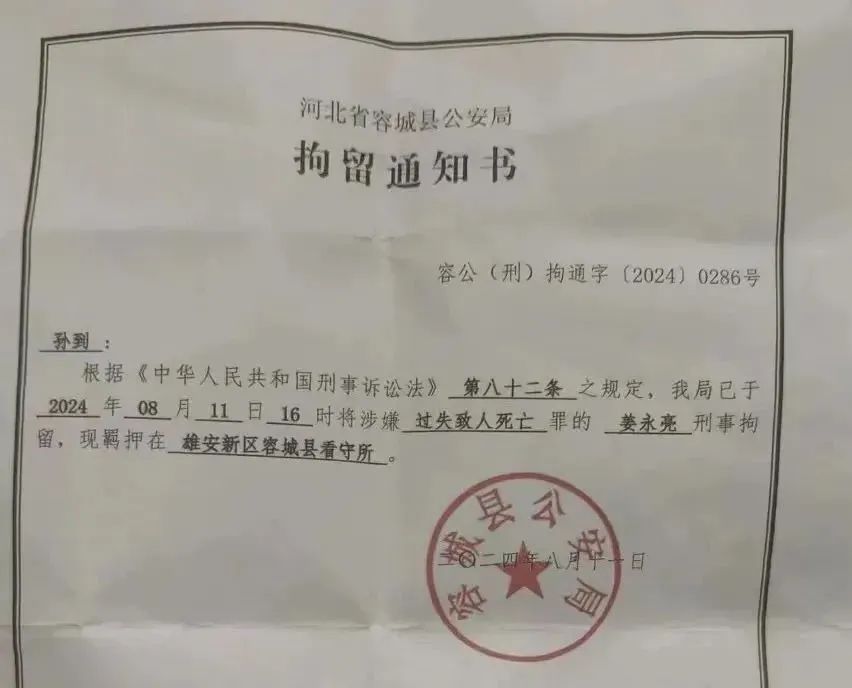 河北省容城县公安局
拘留通知书
容公（刑）拘通字〔2024〕0286号
孙到：
根据《中华人民共和国刑事诉讼法》第八十二条之规定，我局已于
2024年08月11日16时将涉嫌过失致人死亡罪的姜永亮刑事拘
留，现羁押在雄安新区容城县看守所。
容城县公安局
二〇二四年八月十一日